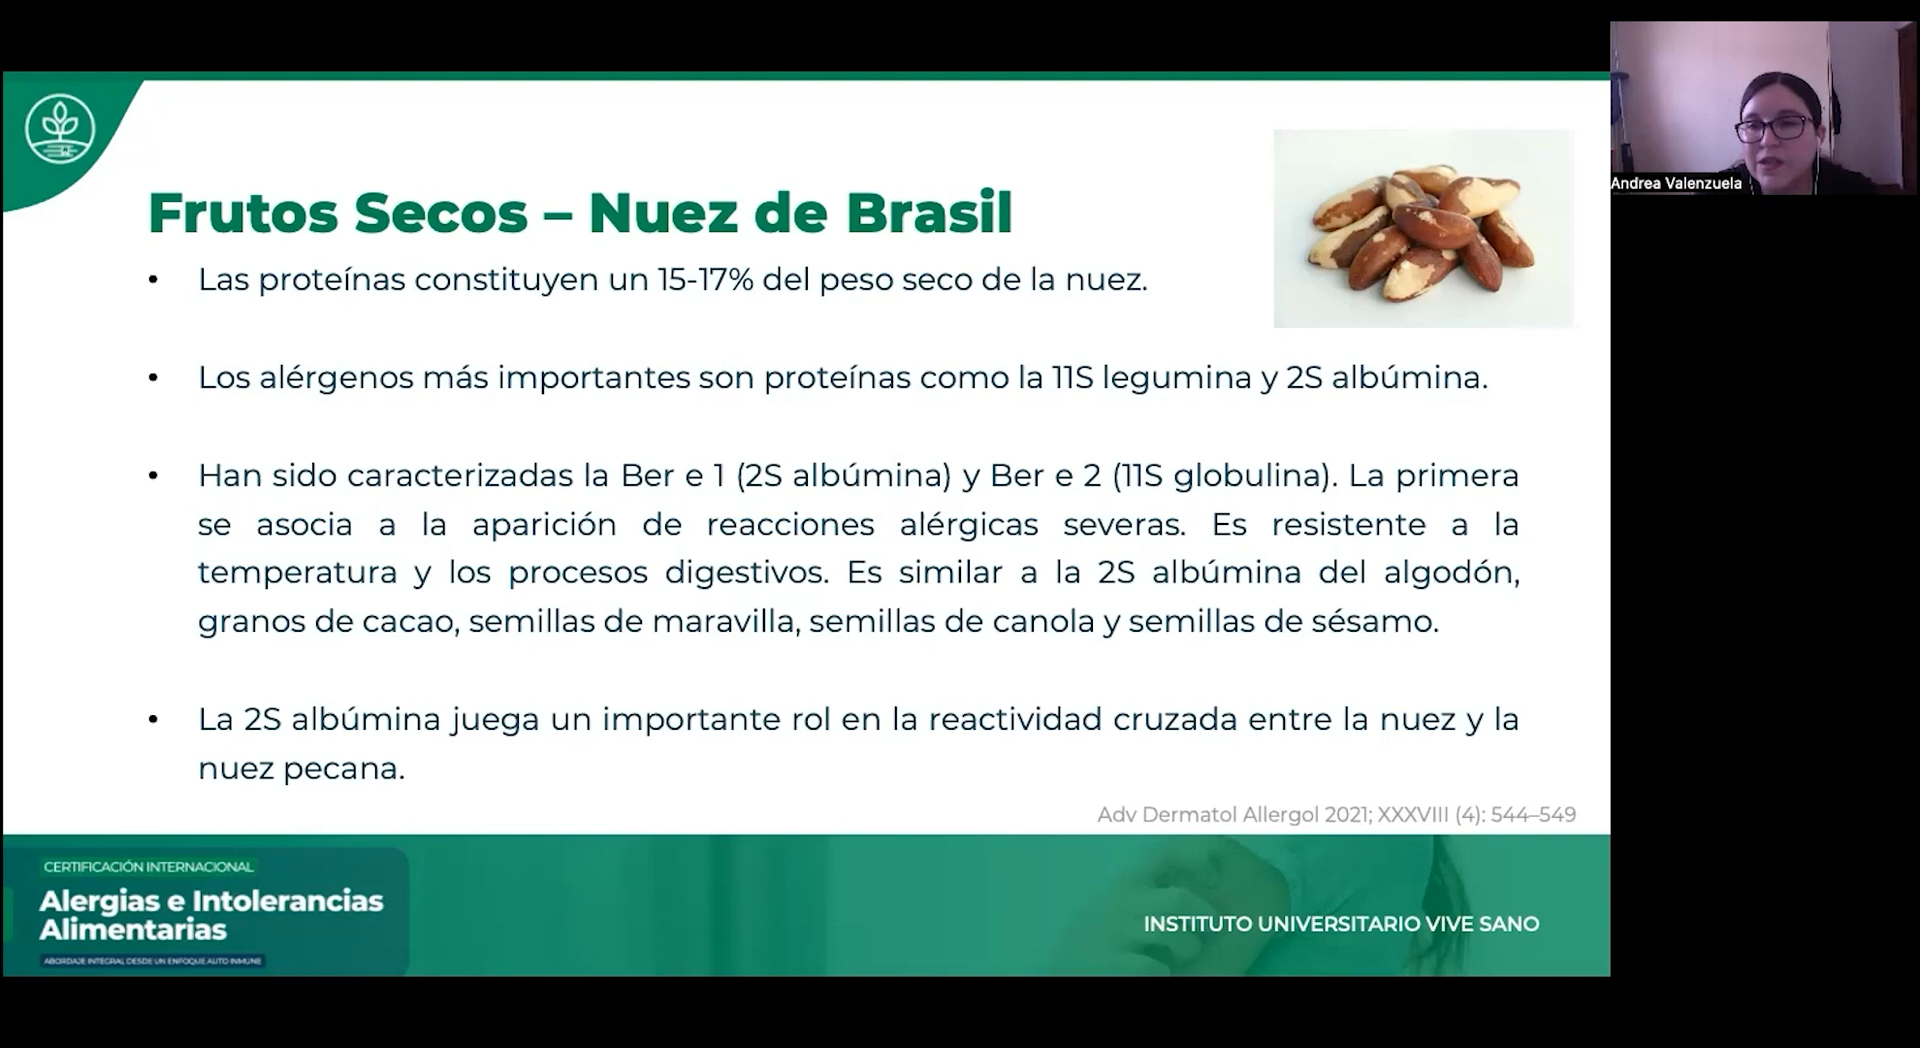 Andrea Valenzuela
Frutos Secos – Nuez de Brasil
• Las proteínas constituyen un 15-17% del peso seco de la nuez.
• Los alérgenos más importantes son proteínas como la 11S legumina y 2S albúmina.
• Han sido caracterizadas la Ber e 1 (2S albúmina) y Ber e 2 (11S globulina). La primera
se asocia a la aparición de reacciones alérgicas severas. Es resistente a la
temperatura y los procesos digestivos. Es similar a la 2S albúmina del algodón,
granos de cacao, semillas de maravilla, semillas de canola y semillas de sésamo.
• La 2S albúmina juega un importante rol en la reactividad cruzada entre la nuez y la
nuez pecana.
Adv Dermatol Allergol 2021; XXXVIII (4): 544–549
CERTIFICACIÓN INTERNACIONAL
Alergias e Intolerancias
Alimentarias
ABORDAJE INTEGRAL DESDE UN ENFOQUE AUTO INMUNE
INSTITUTO UNIVERSITARIO VIVE SANO